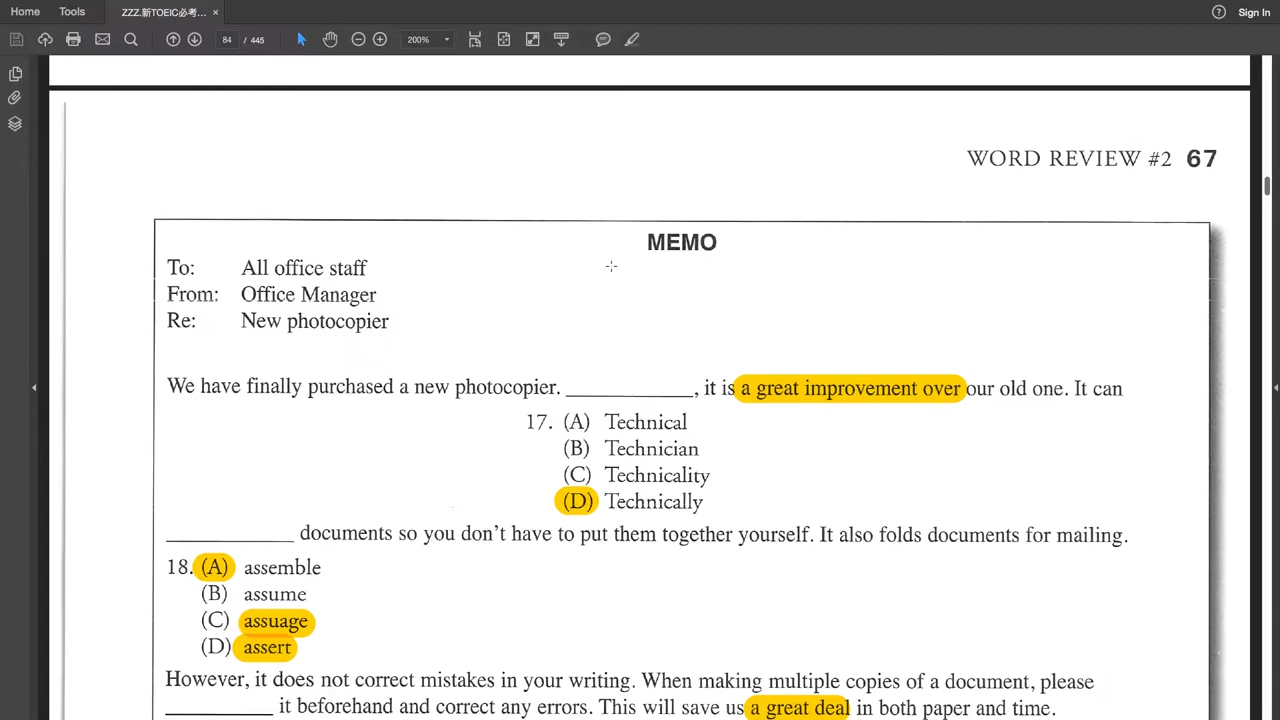 Home Tools ZZZ.新TOEIC必考... × Sign In
84 / 445 200%
WORD REVIEW #2 67
MEMO
To: All office staff
From: Office Manager
Re: New photocopier
We have finally purchased a new photocopier. ____________, it is a great improvement over our old one. It can
17. (A) Technical
(B) Technician
(C) Technicality
(D) Technically
____________ documents so you don't have to put them together yourself. It also folds documents for mailing.
18. (A) assemble
(B) assume
(C) assuage
(D) assert
However, it does not correct mistakes in your writing. When making multiple copies of a document, please
__________ it beforehand and correct any errors. This will save us a great deal in both paper and time.